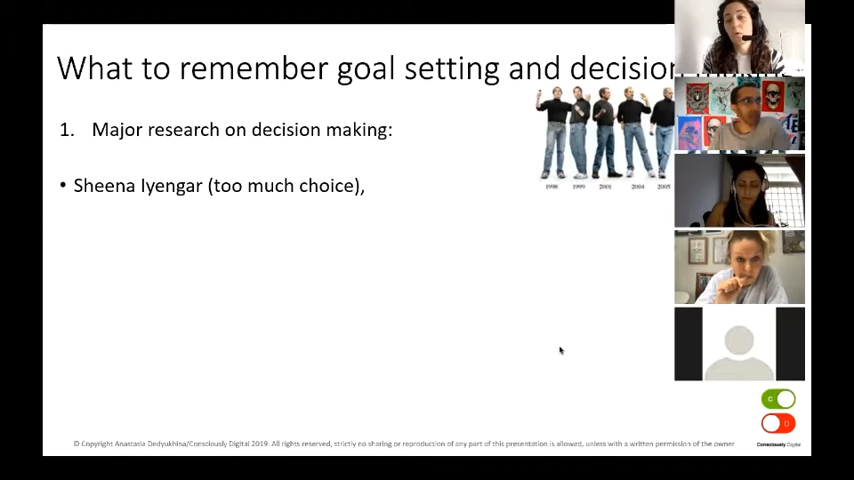 What to remember goal setting and decision
1. Major research on decision making:
• Sheena Iyengar (too much choice),
1998 1999 2001 2004 2005
© Copyright Anastasia Dedyukhina/Consciously Digital 2019. All rights reserved, strictly no sharing or reproduction of any part of this presentation is allowed, unless with a written permission of the owner
C
D
Consciously Digital